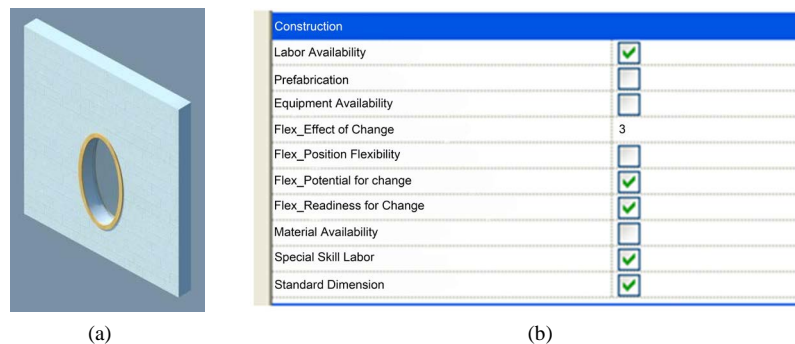 Construction
Labor Availability
Prefabrication
Equipment Availability
Flex_Effect of Change 3
Flex_Position Flexibility
Flex_Potential for change
Flex_Readiness for Change
Material Availability
Special Skill Labor
Standard Dimension
(a) (b)